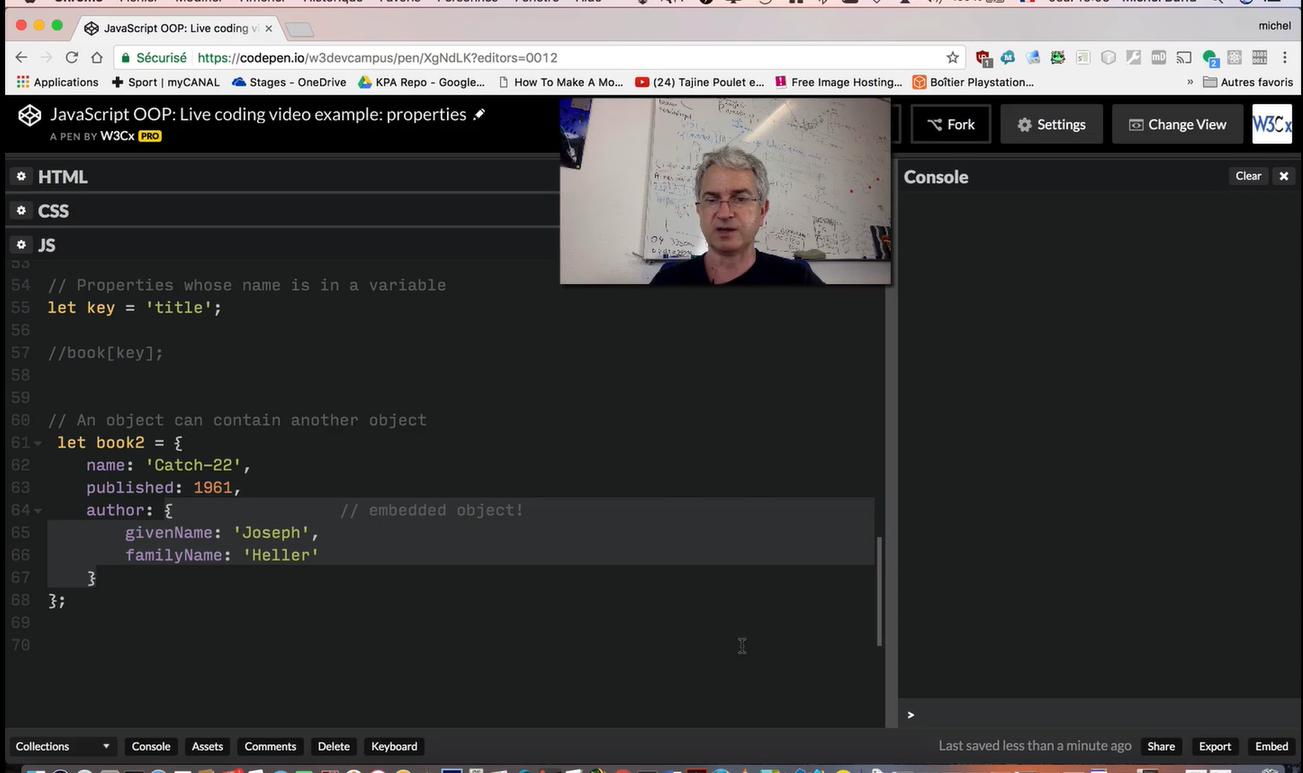 JavaScript OOP: Live coding v
michel
Sécurisé https://codepen.io/w3devcampus/pen/XgNdLK?editors=0012
Applications Sport | myCANAL Stages - OneDrive KPA Repo - Google... How To Make A Mo... (24) Tajine Poulet e... Free Image Hosting... Boîtier Playstation... » Autres favoris
JavaScript OOP: Live coding video example: properties
A PEN BY W3Cx PRO
Fork Settings Change View W3Cx
HTML
CSS
JS
Console Clear
53
54 // Properties whose name is in a variable
55 let key = 'title';
56
57 //book[key];
58
59
60 // An object can contain another object
61 let book2 = {
62 name: 'Catch-22',
63 published: 1961,
64 author: { // embedded object!
65 givenName: 'Joseph',
66 familyName: 'Heller'
67 }
68 };
69
70
>
Collections Console Assets Comments Delete Keyboard Last saved less than a minute ago Share Export Embed